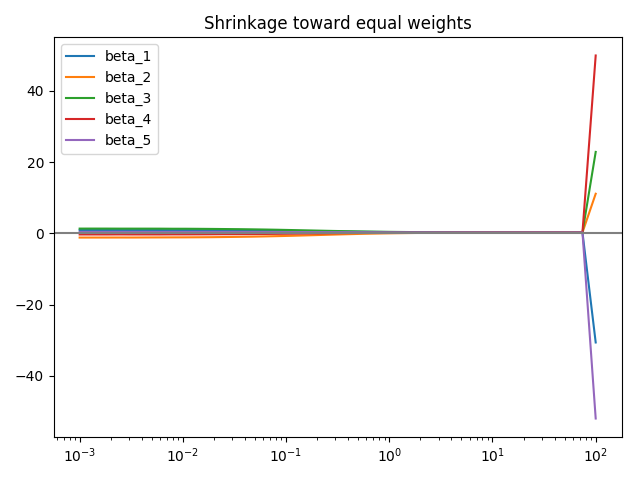 Shrinkage toward equal weights
beta_1
beta_2
beta_3
beta_4
beta_5
40
20
0
−20
−40
10⁻³
10⁻²
10⁻¹
10⁰
10¹
10²